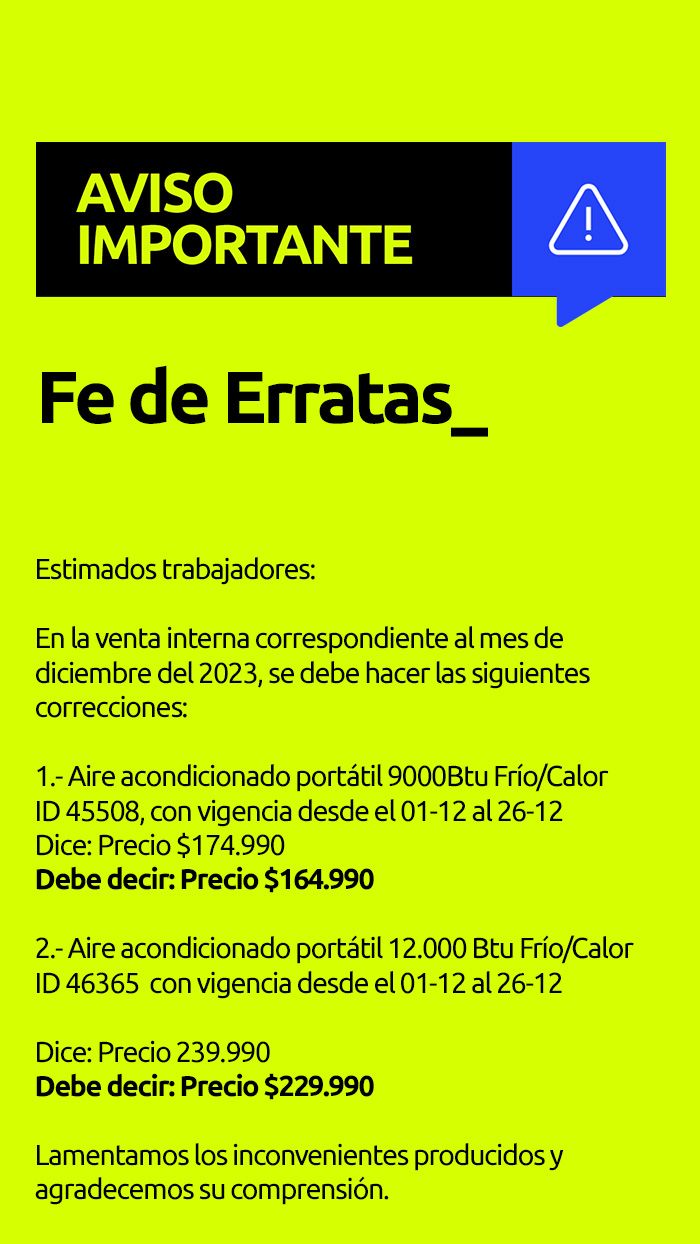 AVISO
IMPORTANTE
Fe de Erratas_
Estimados trabajadores:
En la venta interna correspondiente al mes de
diciembre del 2023, se debe hacer las siguientes
correcciones:
1.- Aire acondicionado portátil 9000Btu Frío/Calor
ID 45508, con vigencia desde el 01-12 al 26-12
Dice: Precio $174.990
Debe decir: Precio $164.990
2.- Aire acondicionado portátil 12.000 Btu Frío/Calor
ID 46365  con vigencia desde el 01-12 al 26-12
Dice: Precio 239.990
Debe decir: Precio $229.990
Lamentamos los inconvenientes producidos y
agradecemos su comprensión.